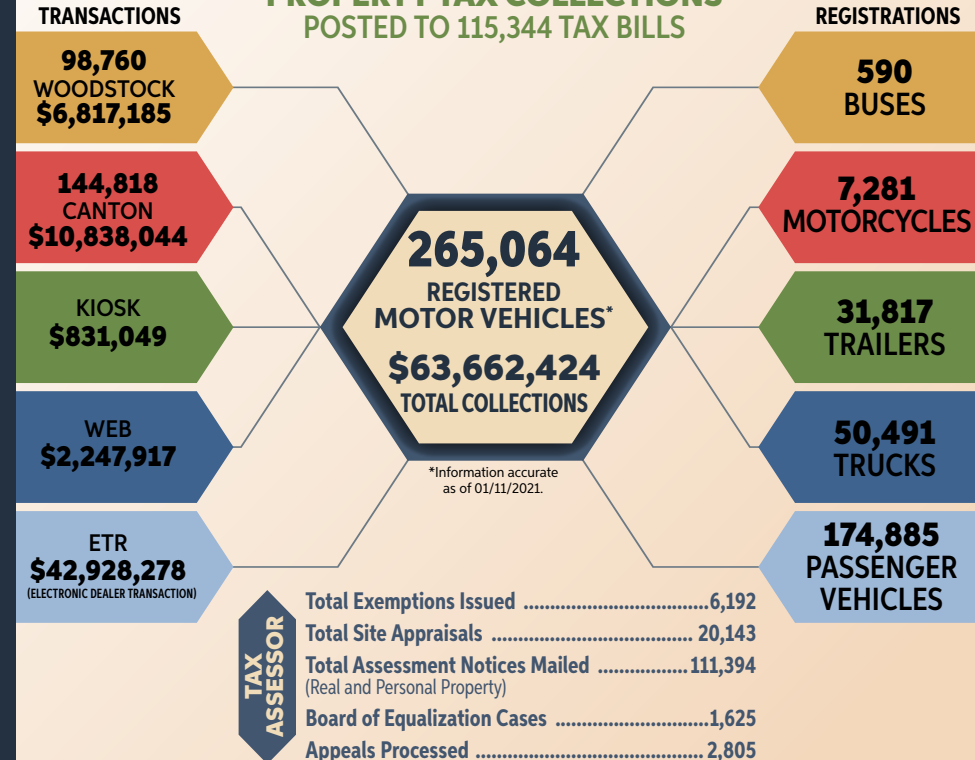 PROPERTY TAX COLLECTIONS
POSTED TO 115,344 TAX BILLS
TRANSACTIONS
98,760
WOODSTOCK
$6,817,185
144,818
CANTON
$10,838,044
KIOSK
$831,049
WEB
$2,247,917
ETR
$42,928,278
(ELECTRONIC DEALER TRANSACTION)
265,064
REGISTERED
MOTOR VEHICLES*
$63,662,424
TOTAL COLLECTIONS
*Information accurate
as of 01/11/2021.
REGISTRATIONS
590
BUSES
7,281
MOTORCYCLES
31,817
TRAILERS
50,491
TRUCKS
174,885
PASSENGER
VEHICLES
TAX
ASSESSOR
Total Exemptions Issued ....................................6,192
Total Site Appraisals ....................................... 20,143
Total Assessment Notices Mailed ..................111,394
(Real and Personal Property)
Board of Equalization Cases ..............................1,625
Appeals Processed ............................................. 2,805